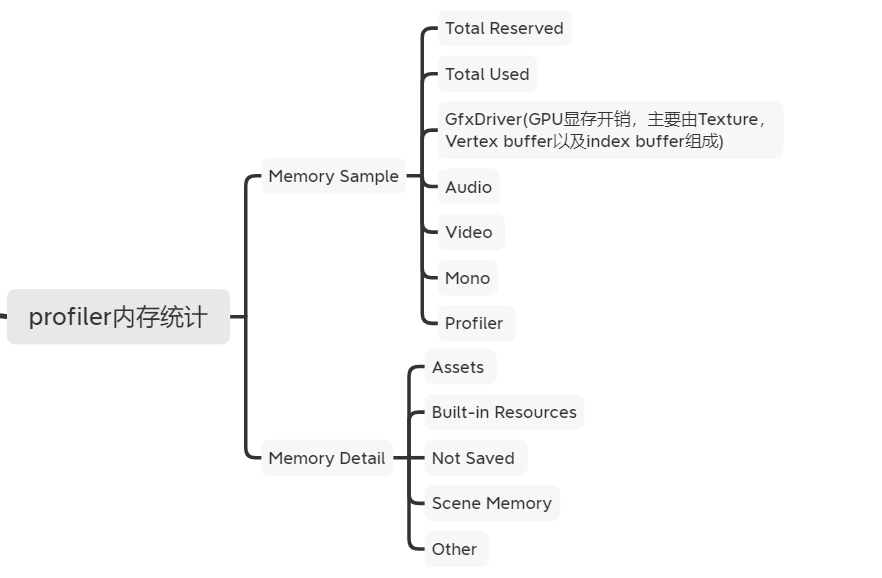 profiler内存统计
Memory Sample
Total Reserved
Total Used
GfxDriver(GPU显存开销，主要由Texture，
Vertex buffer以及index buffer组成)
Audio
Video
Mono
Profiler
Memory Detail
Assets
Built-in Resources
Not Saved
Scene Memory
Other